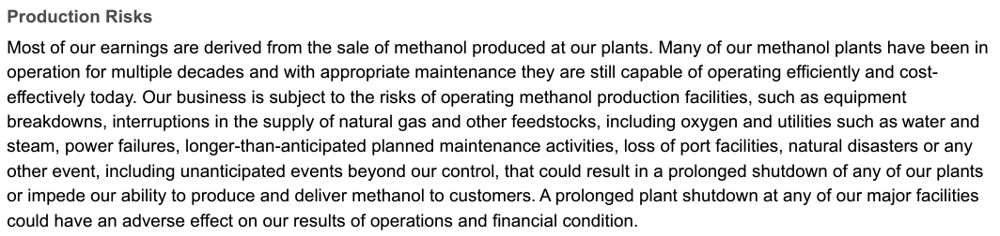 Production Risks
Most of our earnings are derived from the sale of methanol produced at our plants. Many of our methanol plants have been in
operation for multiple decades and with appropriate maintenance they are still capable of operating efficiently and cost-
effectively today. Our business is subject to the risks of operating methanol production facilities, such as equipment
breakdowns, interruptions in the supply of natural gas and other feedstocks, including oxygen and utilities such as water and
steam, power failures, longer-than-anticipated planned maintenance activities, loss of port facilities, natural disasters or any
other event, including unanticipated events beyond our control, that could result in a prolonged shutdown of any of our plants
or impede our ability to produce and deliver methanol to customers. A prolonged plant shutdown at any of our major facilities
could have an adverse effect on our results of operations and financial condition.